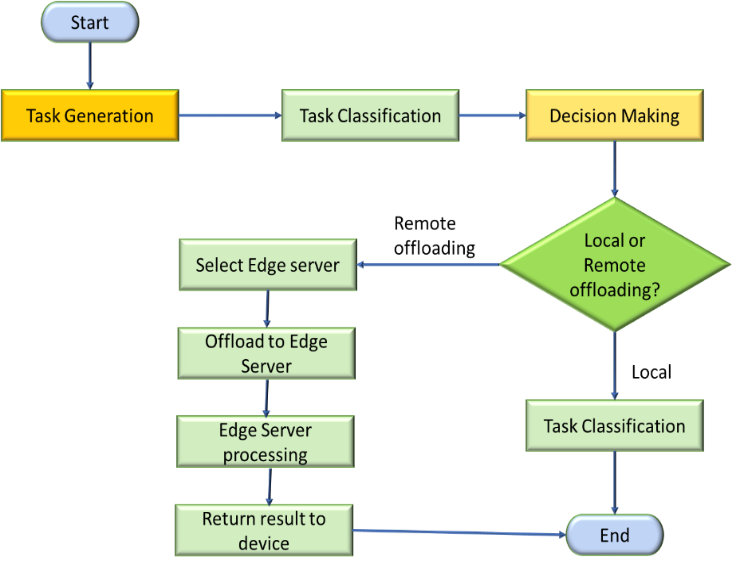 Start
Task Generation
Task Classification
Decision Making
Local or
Remote
offloading?
Remote
offloading
Select Edge server
Offload to Edge
Server
Edge Server
processing
Return result to
device
Local
Task Classification
End